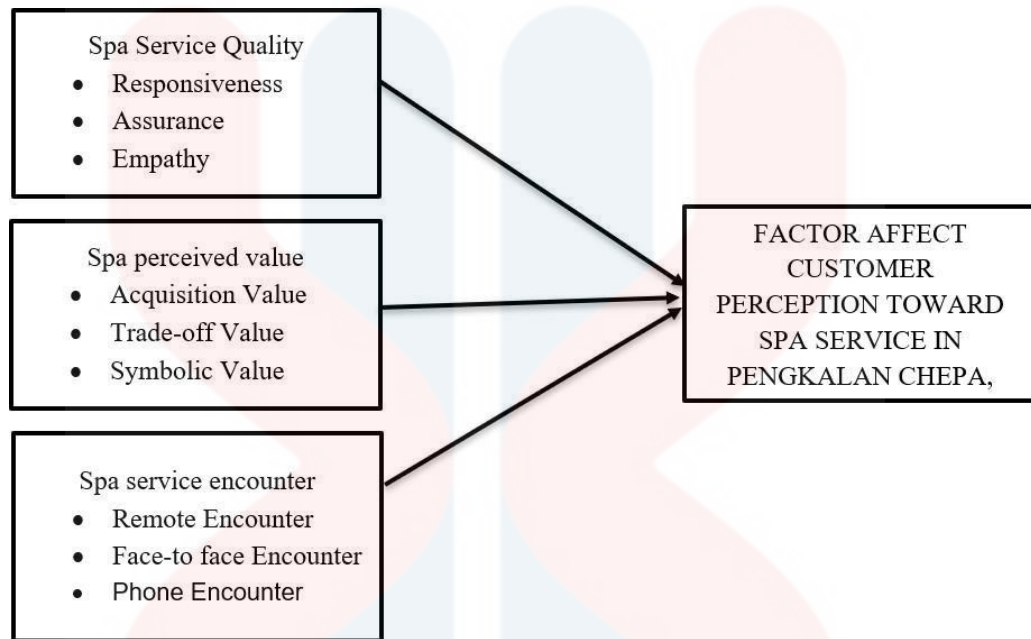 Spa Service Quality
• Responsiveness
• Assurance
• Empathy
Spa perceived value
• Acquisition Value
• Trade-off Value
• Symbolic Value
Spa service encounter
• Remote Encounter
• Face-to face Encounter
• Phone Encounter
FACTOR AFFECT
CUSTOMER
PERCEPTION TOWARD
SPA SERVICE IN
PENGKALAN CHEPA,